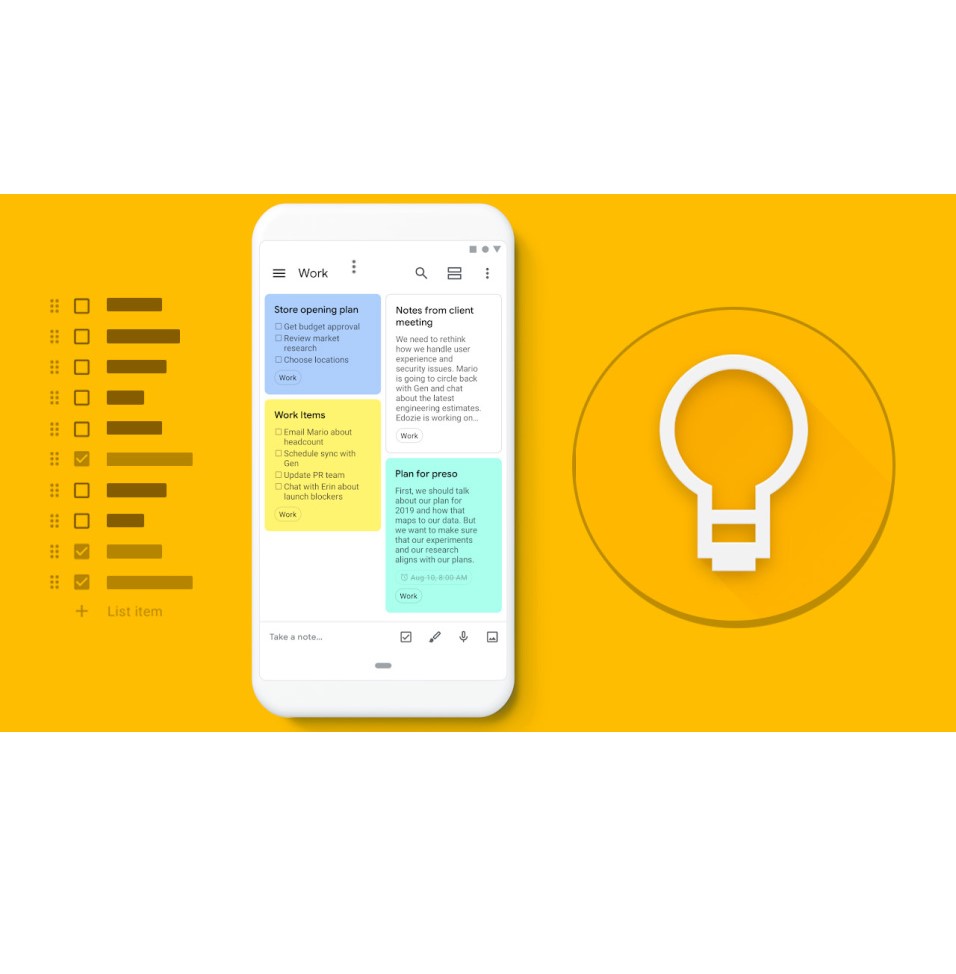 Work
Store opening plan
Get budget approval
Review market
research
Choose locations
Work
Work Items
Email Mario about
headcount
Schedule sync with
Gen
Update PR team
Chat with Erin about
launch blockers
Work
Notes from client
meeting
We need to rethink
how we handle user
experience and
security issues. Mario
is going to circle back
with Gen and chat
about the latest
engineering estimates.
Edozie is working on...
Work
Plan for preso
First, we should talk
about our plan for
2019 and how that
maps to our data. But
we want to make sure
that our experiments
and our research
aligns with our plans.
Aug 10, 8:00 AM
Work
Take a note...
List item